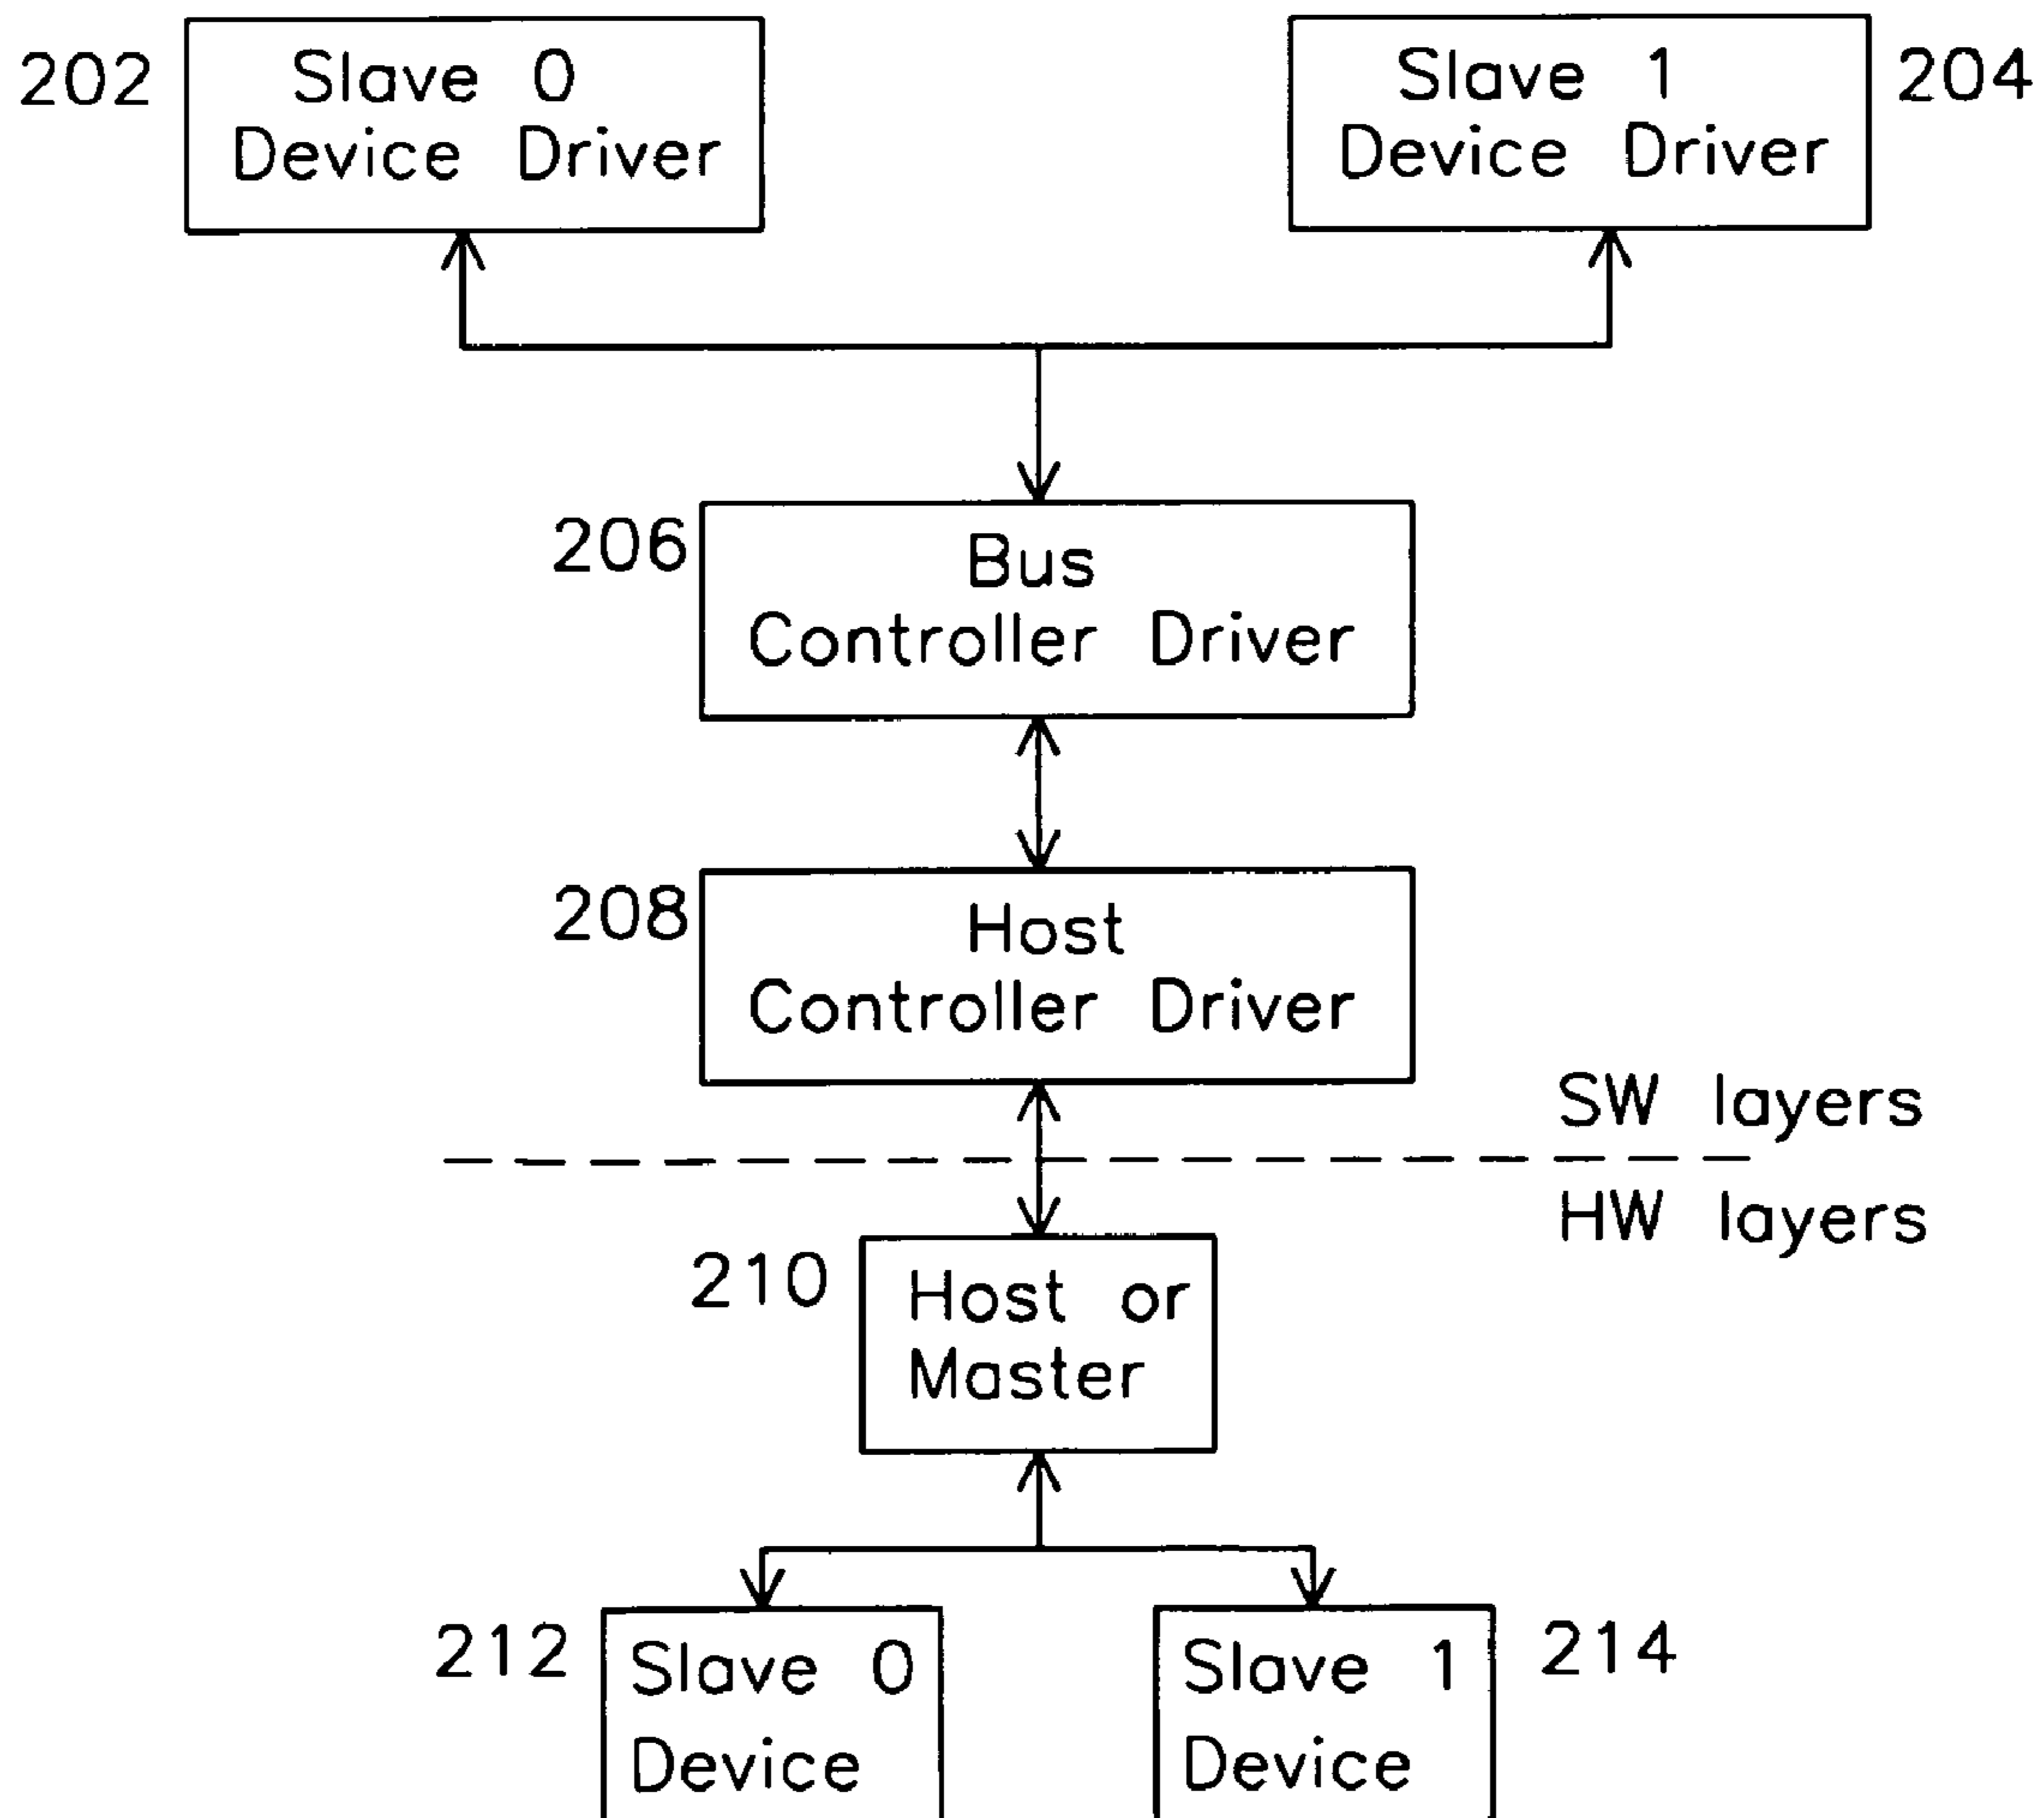 202
Slave 0
Device Driver
Slave 1
Device Driver
204
206
Bus
Controller Driver
208
Host
Controller Driver
SW layers
HW layers
210
Host or
Master
212
Slave 0
Device
Slave 1
Device
214